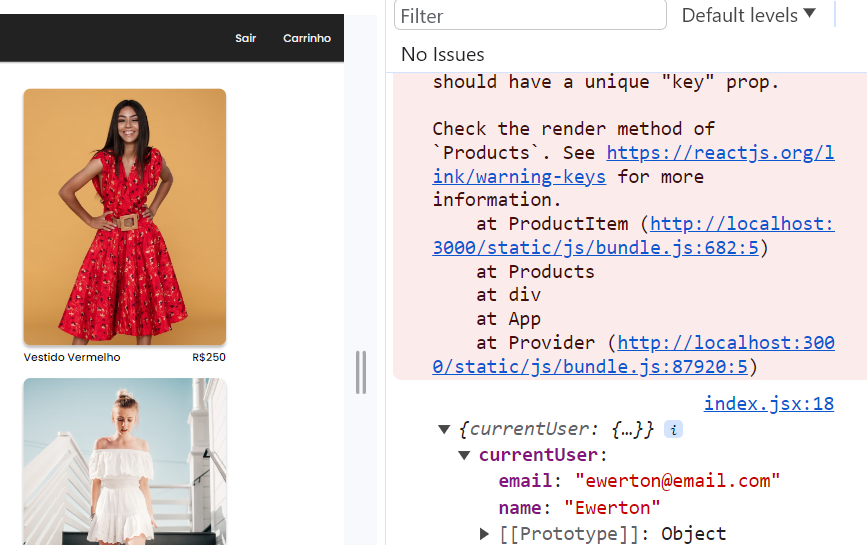 Sair Carrinho
Vestido Vermelho R$250
Filter
Default levels ▼
No Issues
should have a unique "key" prop.
Check the render method of
`Products`. See https://reactjs.org/l
ink/warning-keys for more
information.
at ProductItem (http://localhost:
3000/static/js/bundle.js:682:5)
at Products
at div
at App
at Provider (http://localhost:300
0/static/js/bundle.js:87920:5)
index.jsx:18
▼ {currentUser: {…}} i
▼ currentUser:
email: "ewerton@email.com"
name: "Ewerton"
▶ [[Prototype]]: Object